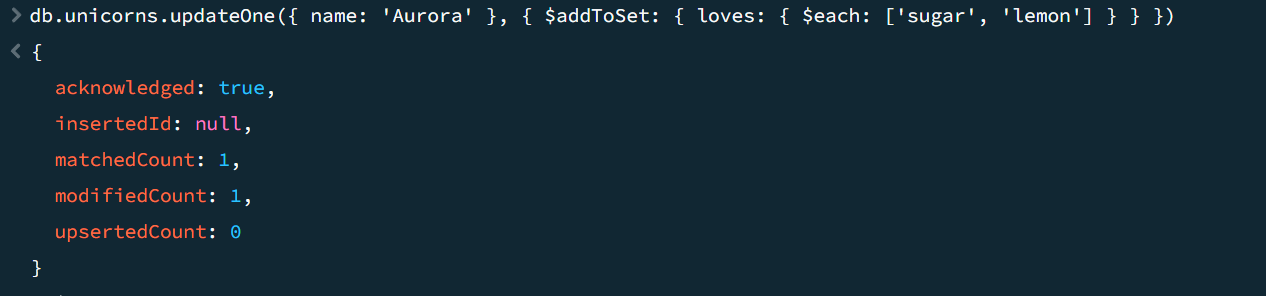 > db.unicorns.updateOne({ name: 'Aurora' }, { $addToSet: { loves: { $each: ['sugar', 'lemon'] } } })
< {
acknowledged: true,
insertedId: null,
matchedCount: 1,
modifiedCount: 1,
upsertedCount: 0
}